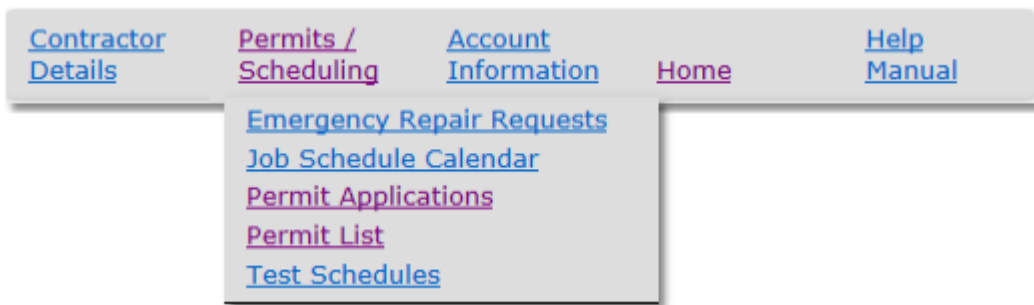 Contractor Details
Permits / Scheduling
Account Information
Home
Help Manual
Emergency Repair Requests
Job Schedule Calendar
Permit Applications
Permit List
Test Schedules